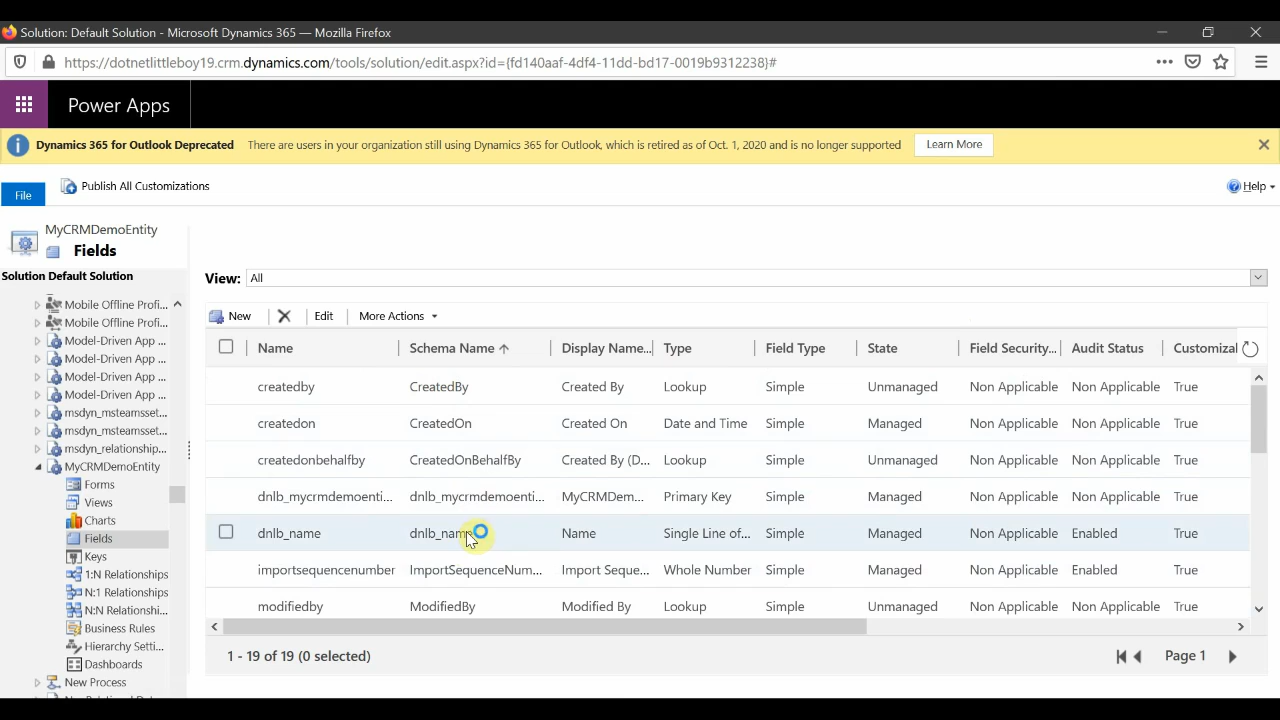 Solution: Default Solution - Microsoft Dynamics 365 — Mozilla Firefox
https://dotnetlittleboy19.crm.dynamics.com/tools/solution/edit.aspx?id={fd140aaf-4df4-11dd-bd17-0019b9312238}#
Power Apps
Dynamics 365 for Outlook Deprecated There are users in your organization still using Dynamics 365 for Outlook, which is retired as of Oct. 1, 2020 and is no longer supported Learn More
File Publish All Customizations Help
MyCRMDemoEntity
Fields
Solution Default Solution
Mobile Offline Profi...
Mobile Offline Profi...
Model-Driven App ...
Model-Driven App ...
Model-Driven App ...
Model-Driven App ...
msdyn_msteamsset...
msdyn_msteamsset...
msdyn_relationship...
MyCRMDemoEntity
Forms
Views
Charts
Fields
Keys
1:N Relationships
N:1 Relationships
N:N Relationshi...
Business Rules
Hierarchy Setti...
Dashboards
New Process
View: All
New Edit More Actions
Name Schema Name Display Name... Type Field Type State Field Security... Audit Status Customizal
createdby CreatedBy Created By Lookup Simple Unmanaged Non Applicable Non Applicable True
createdon CreatedOn Created On Date and Time Simple Managed Non Applicable Non Applicable True
createdonbehalfby CreatedOnBehalfBy Created By (D... Lookup Simple Unmanaged Non Applicable Non Applicable True
dnlb_mycrmdemoenti... dnlb_mycrmdemoenti... MyCRMDem... Primary Key Simple Managed Non Applicable Non Applicable True
dnlb_name dnlb_name Name Single Line of... Simple Managed Non Applicable Enabled True
importsequencenumber ImportSequenceNum... Import Seque... Whole Number Simple Managed Non Applicable Enabled True
modifiedby ModifiedBy Modified By Lookup Simple Unmanaged Non Applicable Non Applicable True
1 - 19 of 19 (0 selected) Page 1